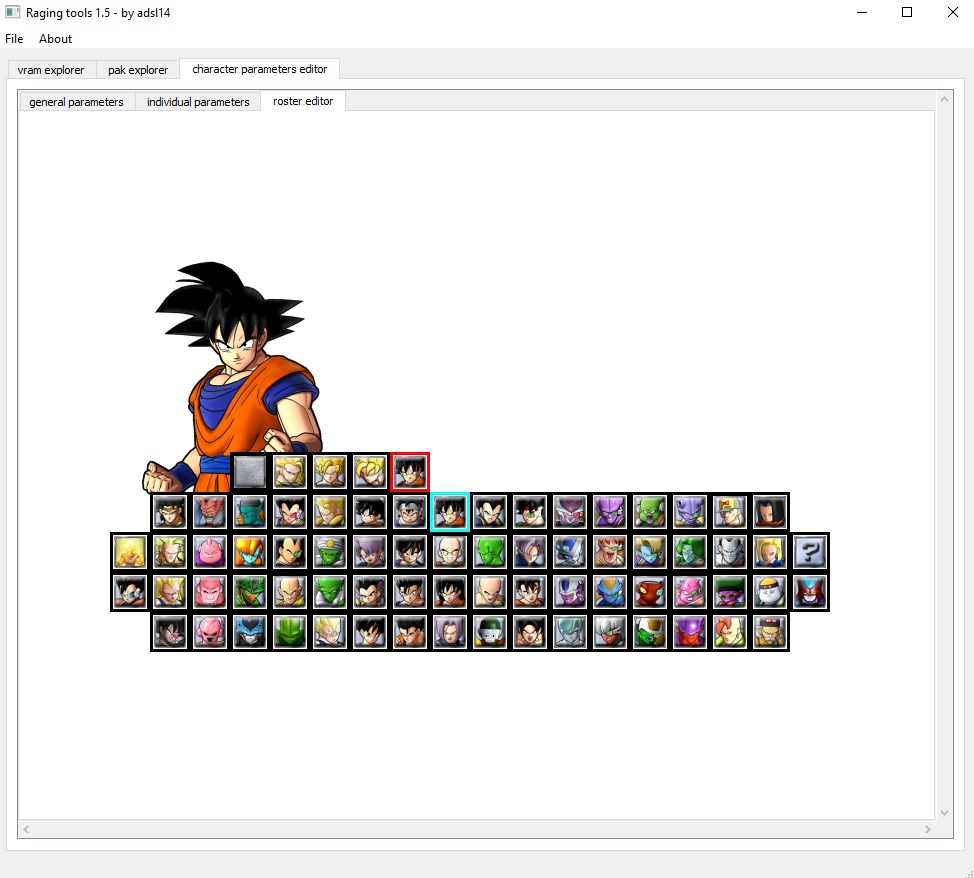 Raging tools 1.5 - by adsl14
File About
vram explorer pak explorer character parameters editor
general parameters individual parameters roster editor
?